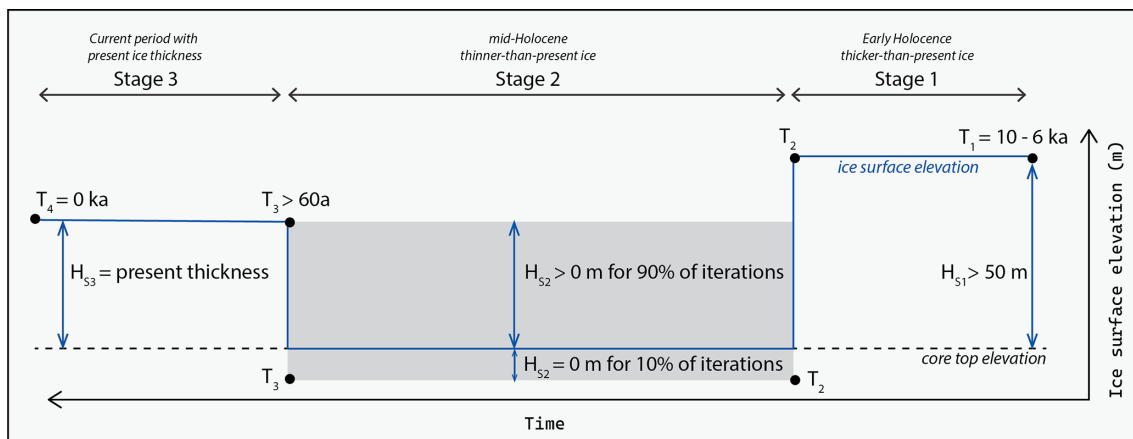 Current period with
present ice thickness
Stage 3
mid-Holocene
thinner-than-present ice
Stage 2
Early Holocence
thicker-than-present ice
Stage 1
T4 = 0 ka
T3 > 60a
T2
T1 = 10 - 6 ka
ice surface elevation
HS3 = present thickness
HS2 > 0 m for 90% of iterations
HS1 > 50 m
core top elevation
HS2 = 0 m for 10% of iterations
T3
T2
Time
Ice surface elevation (m)